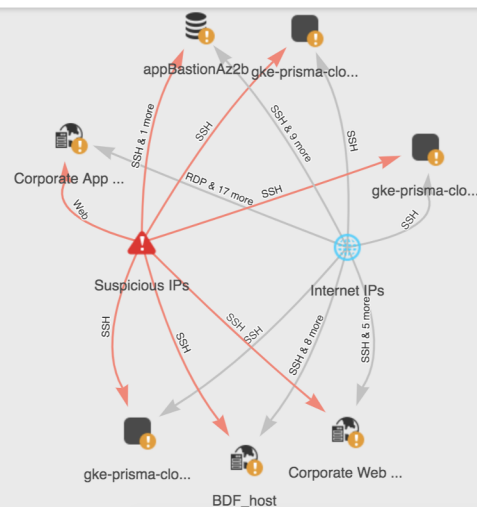 appBastionAz2b
gke-prisma-clo...
SSH & 1 more
SSH
SSH & 9 more
SSH
Corporate App ...
RDP & 17 more
SSH
gke-prisma-clo...
Web
SSH
Suspicious IPs
Internet IPs
SSH
SSH
SSH
SSH
SSH & 8 more
SSH & 5 more
gke-prisma-clo...
BDF_host
Corporate Web ...